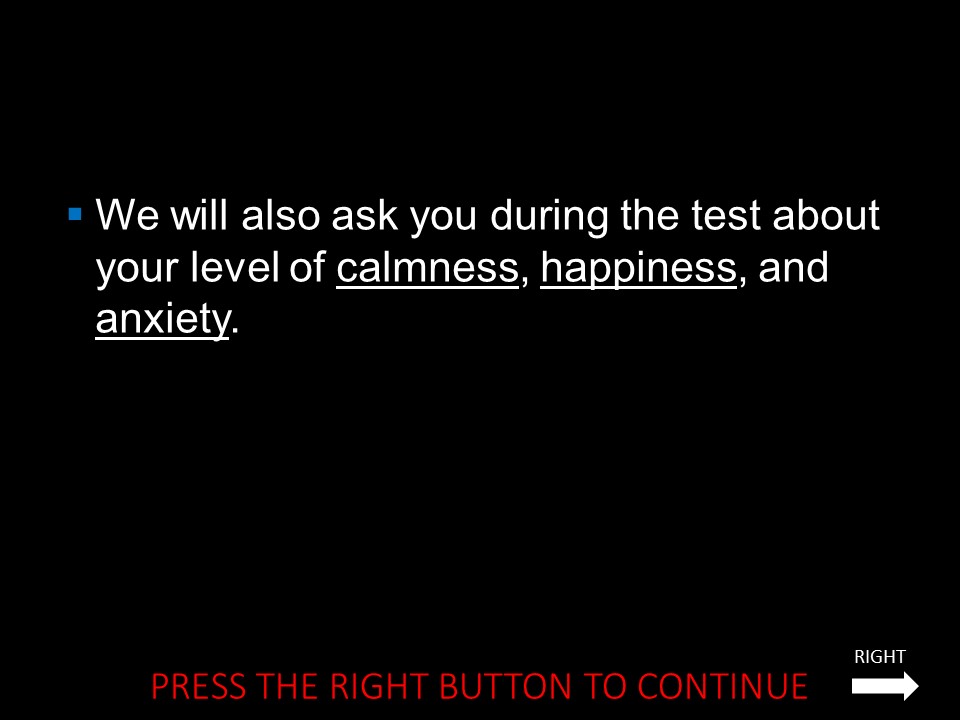 We will also ask you during the test about
your level of calmness, happiness, and
anxiety.
RIGHT
PRESS THE RIGHT BUTTON TO CONTINUE